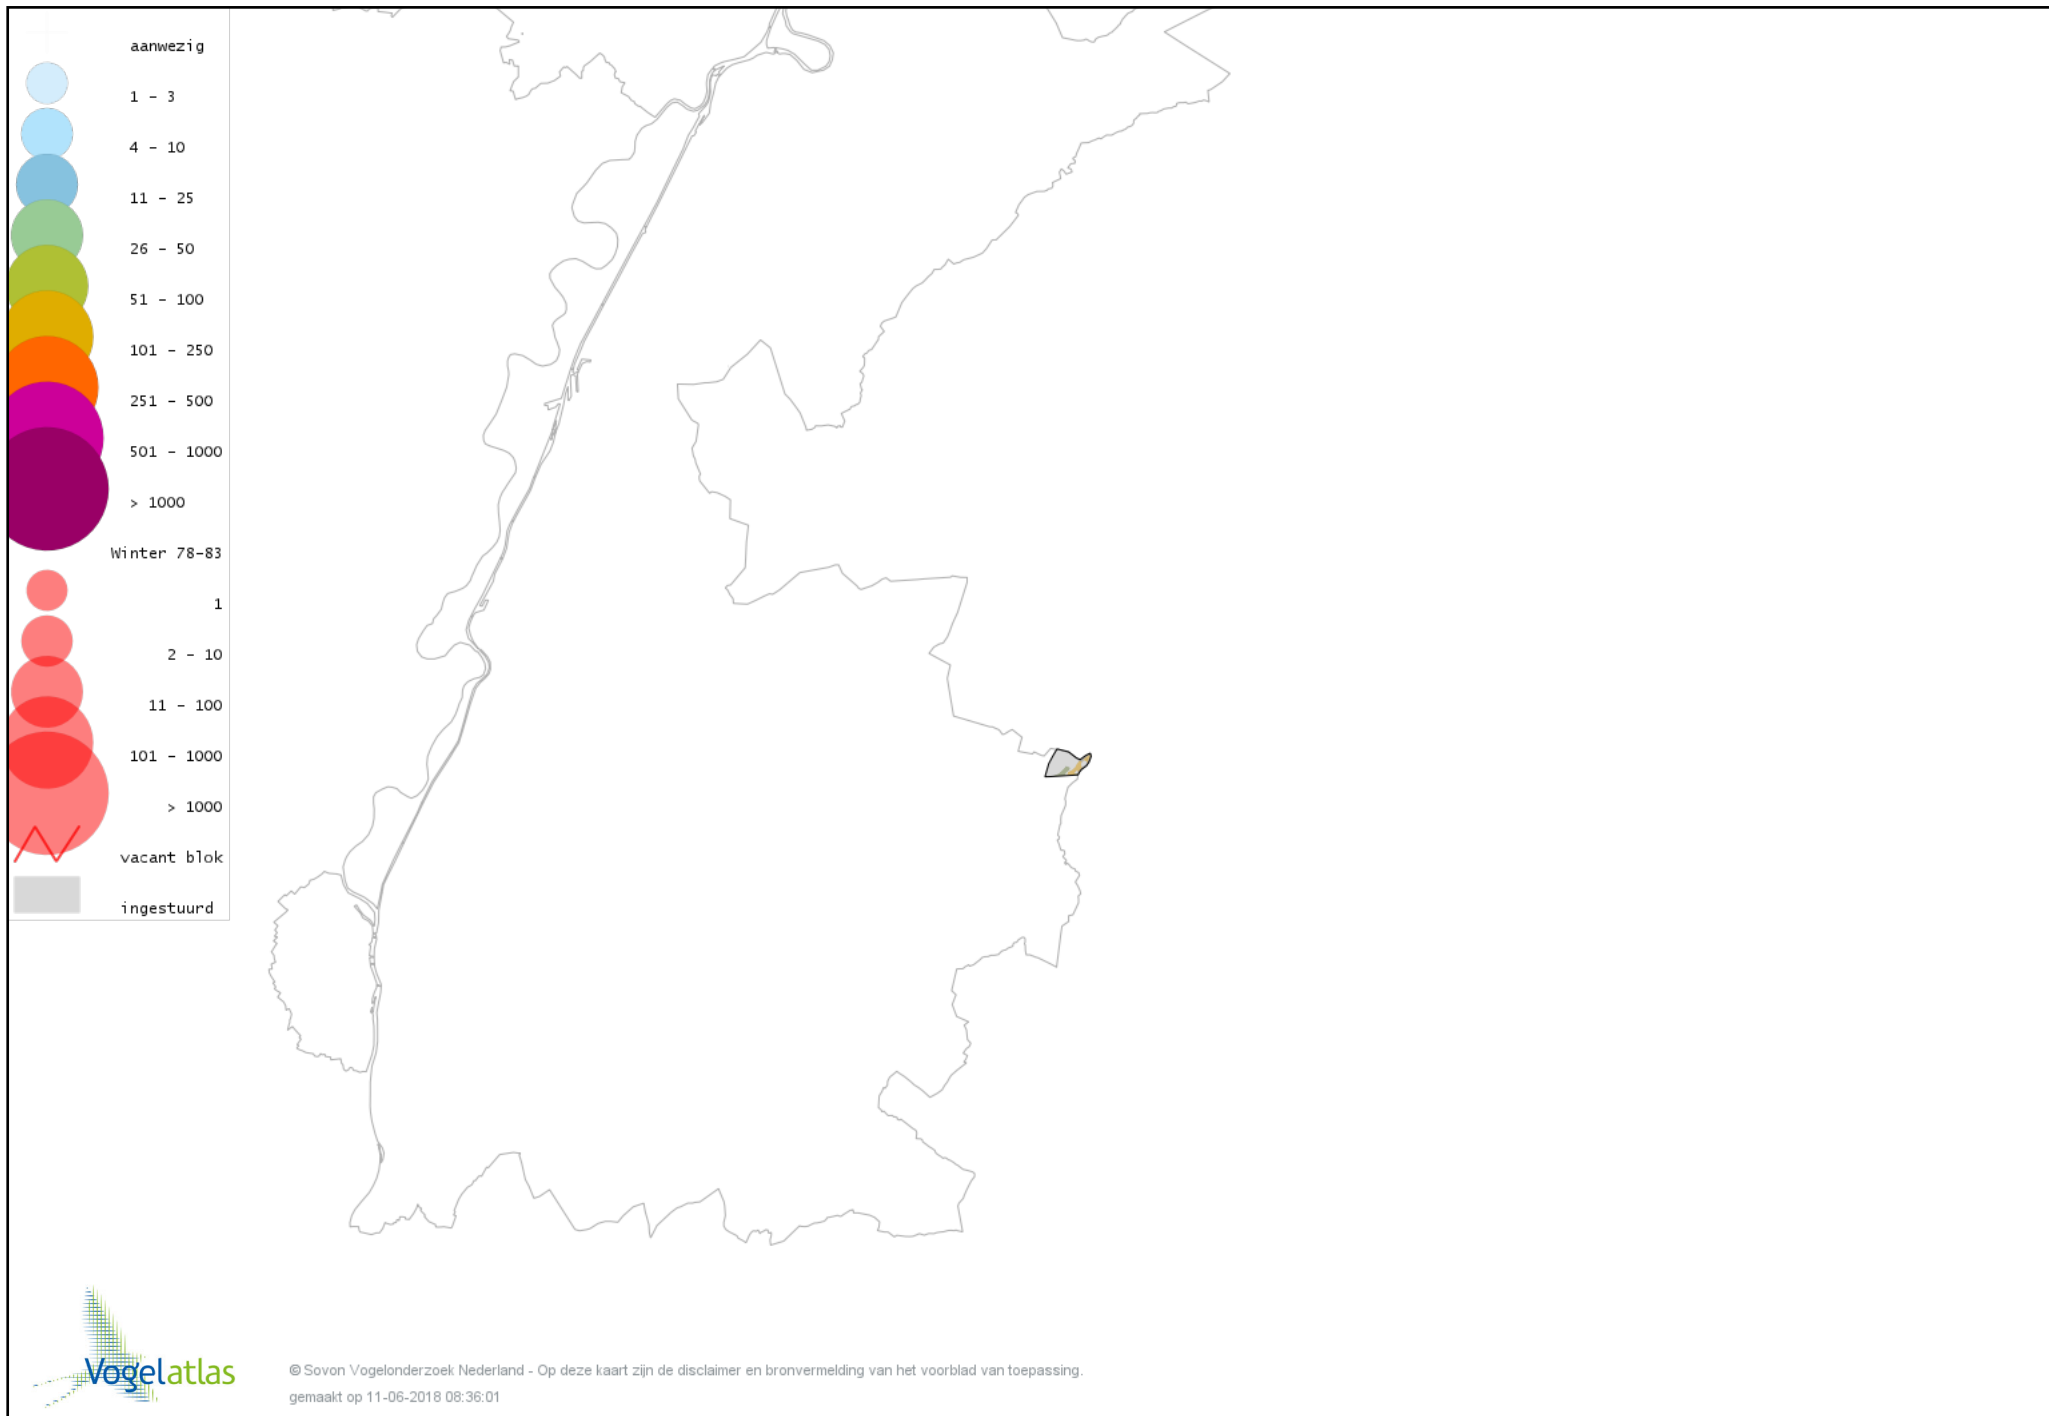 aanwezig
1 - 3
4 - 10
11 - 25
26 - 50
51 - 100
101 - 250
251 - 500
501 - 1000
> 1000
Winter 78-83
1
2 - 10
11 - 100
101 - 1000
> 1000
vacant blok
ingestuurd
Vogelatlas
© Sovon Vogelonderzoek Nederland - Op deze kaart zijn de disclaimer en bronvermelding van het voorblad van toepassing.
gemaakt op 11-06-2018 08:36:01